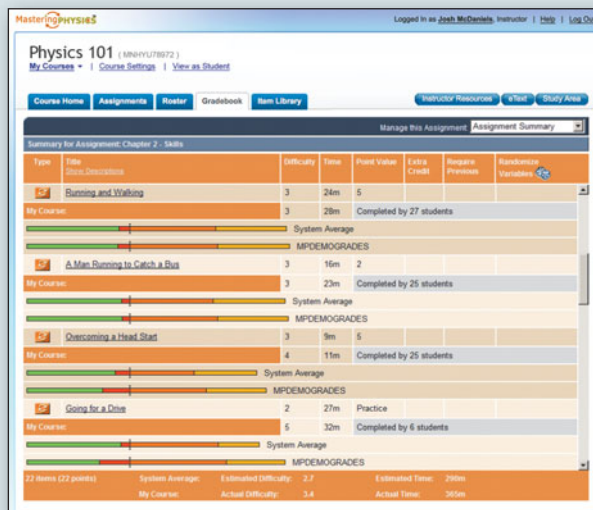 MasteringPHYSICS
Logged in as Josh McDaniels, Instructor | Help | Log Ou
Physics 101 ( MNHYU78972 )
My Courses | Course Settings | View as Student
Course Home Assignments Roster Gradebook Item Library Instructor Resources eText Study Area
Manage this Assignment: Assignment Summary
Summary for Assignment: Chapter 2 - Skills
Type Title Difficulty Time Point Value Extra Credit Require Previous Randomize Variables
Show Descriptions
Running and Walking 3 24m 5
My Course: 3 28m Completed by 27 students
System Average
MPDEMOGRADES
A Man Running to Catch a Bus 3 16m 2
My Course: 3 23m Completed by 25 students
System Average
MPDEMOGRADES
Overcoming a Head Start 3 9m 5
My Course: 4 11m Completed by 25 students
System Average
MPDEMOGRADES
Going for a Drive 2 27m Practice
My Course: 5 32m Completed by 6 students
System Average
MPDEMOGRADES
22 items (22 points) System Average: Estimated Difficulty: 2.7 Estimated Time: 290m
My Course: Actual Difficulty: 3.4 Actual Time: 365m